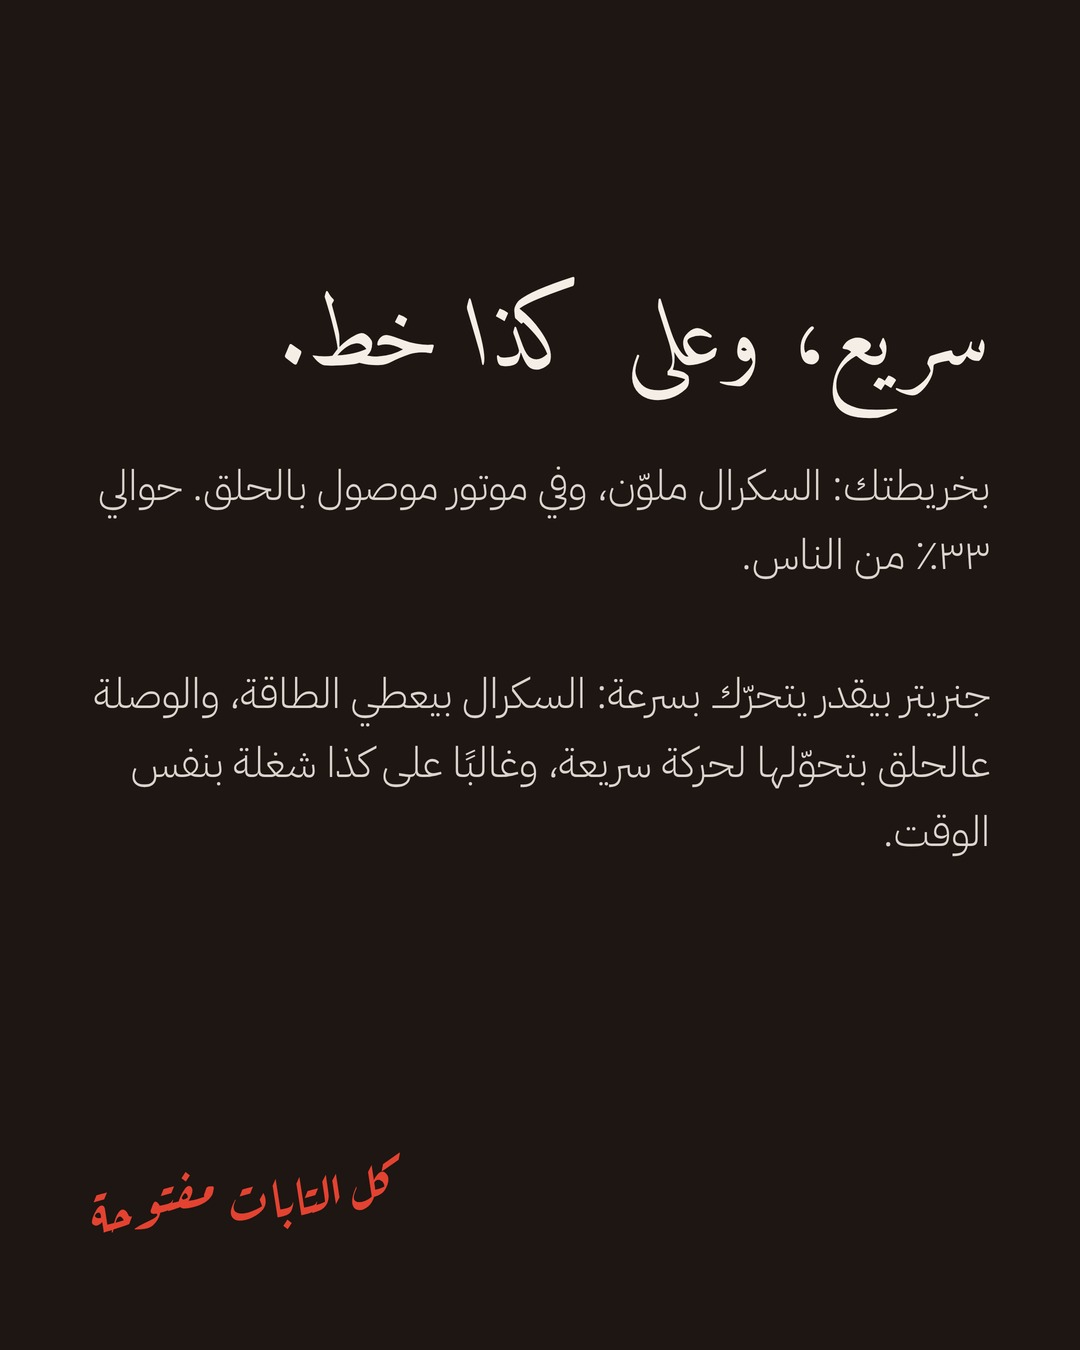 سريع، وعلى كذا خط.
بخريطتك: السكرال ملوّن، وفي موتور موصول بالحلق. حوالي
٣٣٪ من الناس.
جنريتر بيقدر يتحرّك بسرعة: السكرال بيعطي الطاقة، والوصلة
عالحلق بتحوّلها لحركة سريعة، وغالبًا على كذا شغلة بنفس
الوقت.
كل التابات مفتوحة